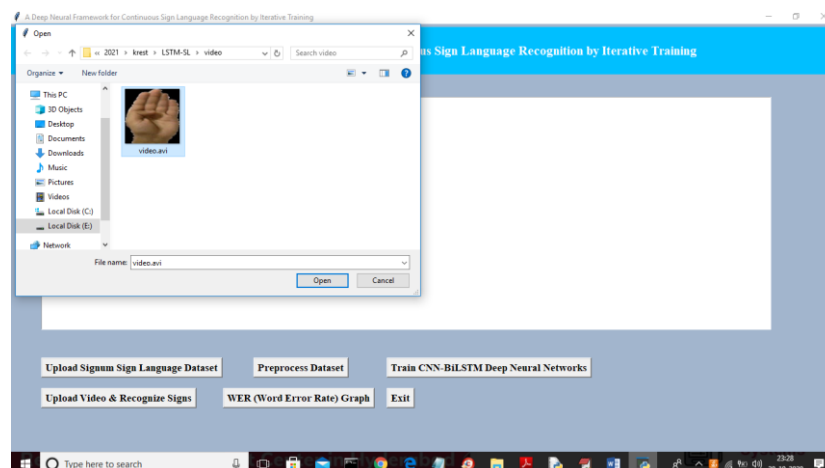 A Deep Neural Framework for Continuous Sign Language Recognition by Iterative Training
Open
us Sign Language Recognition by Iterative Training
« 2021 › krest › LSTM-SL › video
Search video
Organize
New folder
This PC
3D Objects
Desktop
Documents
Downloads
Music
Pictures
Videos
Local Disk (C:)
Local Disk (E:)
Network
video.avi
File name: video.avi
Open Cancel
Upload Signum Sign Language Dataset Preprocess Dataset Train CNN-BiLSTM Deep Neural Networks
Upload Video & Recognize Signs WER (Word Error Rate) Graph Exit
Type here to search
23:28